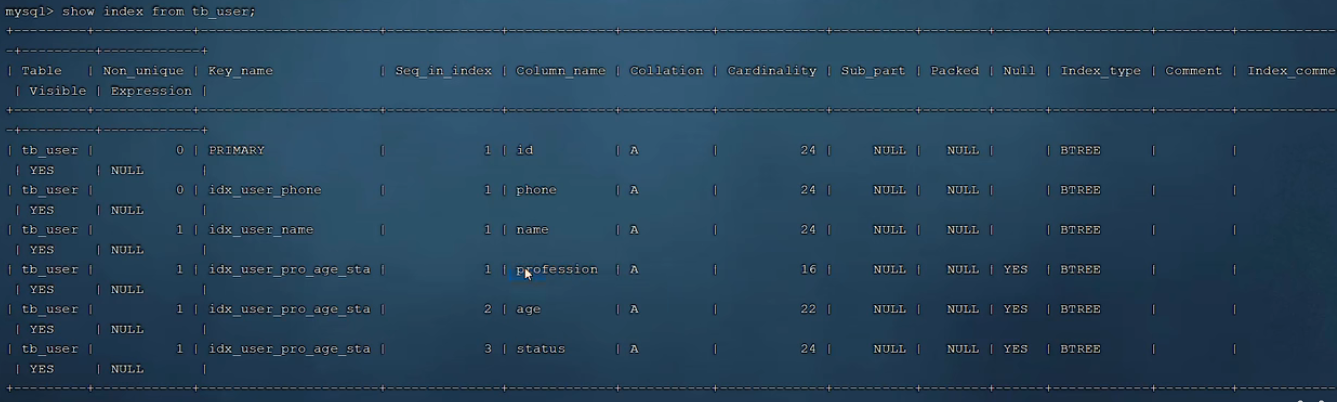 mysql> show index from tb_user;
+---------+------------+----------------------+--------------+-------------+-----------+-------------+----------+--------+------+------------+---------+-------------
-+---------+------------+
| Table | Non_unique | Key_name | Seq_in_index | Column_name | Collation | Cardinality | Sub_part | Packed | Null | Index_type | Comment | Index_comme
| Visible | Expression |
+---------+------------+----------------------+--------------+-------------+-----------+-------------+----------+--------+------+------------+---------+-------------
-+---------+------------+
| tb_user | 0 | PRIMARY | 1 | id | A | 24 | NULL | NULL | | BTREE | |
| YES | NULL |
| tb_user | 0 | idx_user_phone | 1 | phone | A | 24 | NULL | NULL | | BTREE | |
| YES | NULL |
| tb_user | 1 | idx_user_name | 1 | name | A | 24 | NULL | NULL | | BTREE | |
| YES | NULL |
| tb_user | 1 | idx_user_pro_age_sta | 1 | profession | A | 16 | NULL | NULL | YES | BTREE | |
| YES | NULL |
| tb_user | 1 | idx_user_pro_age_sta | 2 | age | A | 22 | NULL | NULL | YES | BTREE | |
| YES | NULL |
| tb_user | 1 | idx_user_pro_age_sta | 3 | status | A | 24 | NULL | NULL | YES | BTREE | |
| YES | NULL |
+---------+------------+----------------------+--------------+-------------+-----------+-------------+----------+--------+------+------------+---------+-------------